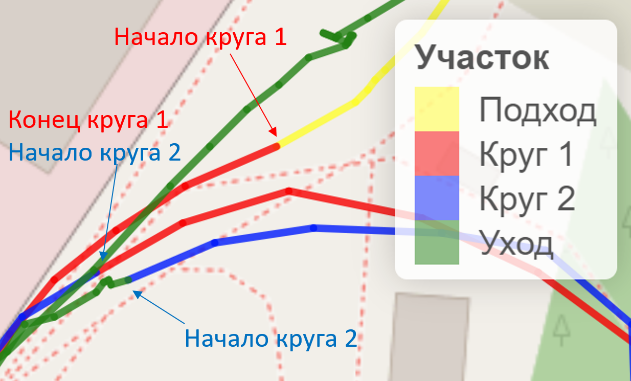 Начало круга 1
Участок
Подход
Конец круга 1
Круг 1
Начало круга 2
Круг 2
Уход
Начало круга 2